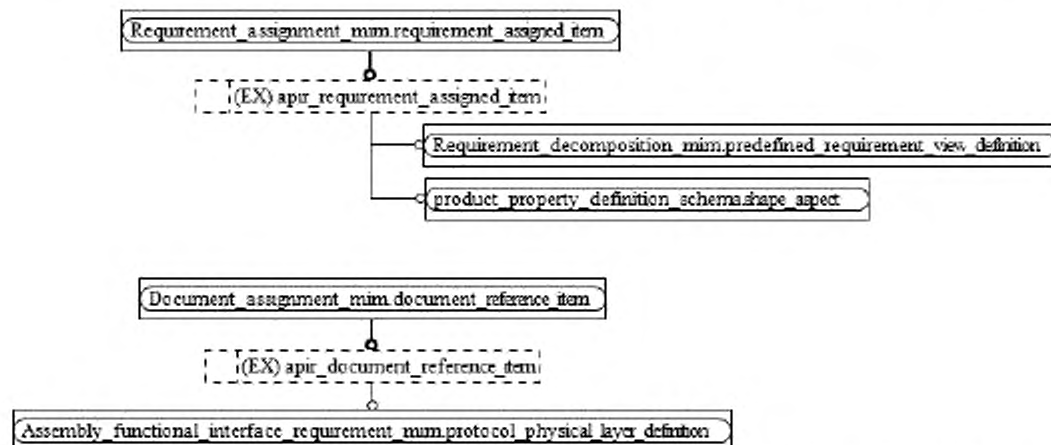 Requirement_assignment_mim.requirement_assigned_item
(EX) apir_requirement_assigned_item
Requirement_decomposition_mim.predefined_requirement_view_definition
product_property_definition_schema.shape_aspect
Document_assignment_mim.document_reference_item
(EX) apir_document_reference_item
Assembly_functional_interface_requirement_mim.protocol_physical_layer_definition